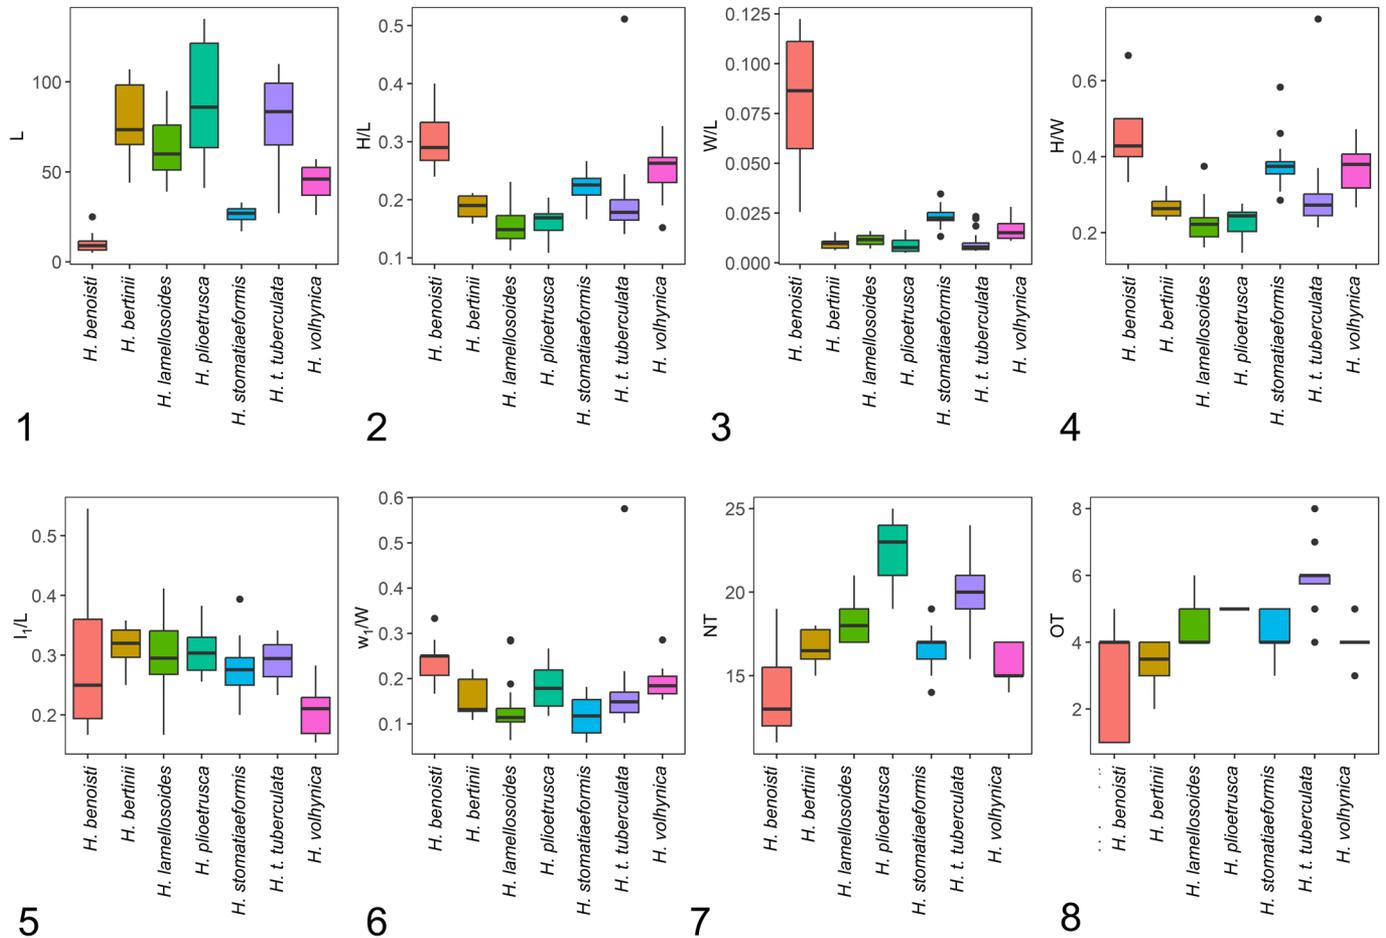 L
100
50
0
H. benoisti
H. bertinii
H. lamellosoides
H. plioetrusca
H. stomatiaeformis
H. t. tuberculata
H. volhynica
1
H/L
0.5
0.4
0.3
0.2
0.1
H. benoisti
H. bertinii
H. lamellosoides
H. plioetrusca
H. stomatiaeformis
H. t. tuberculata
H. volhynica
2
W/L
0.125
0.100
0.075
0.050
0.025
0.000
H. benoisti
H. bertinii
H. lamellosoides
H. plioetrusca
H. stomatiaeformis
H. t. tuberculata
H. volhynica
3
H/W
0.6
0.4
0.2
H. benoisti
H. bertinii
H. lamellosoides
H. plioetrusca
H. stomatiaeformis
H. t. tuberculata
H. volhynica
4
l₁/L
0.5
0.4
0.3
0.2
H. benoisti
H. bertinii
H. lamellosoides
H. plioetrusca
H. stomatiaeformis
H. t. tuberculata
H. volhynica
5
w₁/W
0.6
0.5
0.4
0.3
0.2
0.1
H. benoisti
H. bertinii
H. lamellosoides
H. plioetrusca
H. stomatiaeformis
H. t. tuberculata
H. volhynica
6
NT
25
20
15
H. benoisti
H. bertinii
H. lamellosoides
H. plioetrusca
H. stomatiaeformis
H. t. tuberculata
H. volhynica
7
OT
8
6
4
2
H. benoisti
H. bertinii
H. lamellosoides
H. plioetrusca
H. stomatiaeformis
H. t. tuberculata
H. volhynica
8